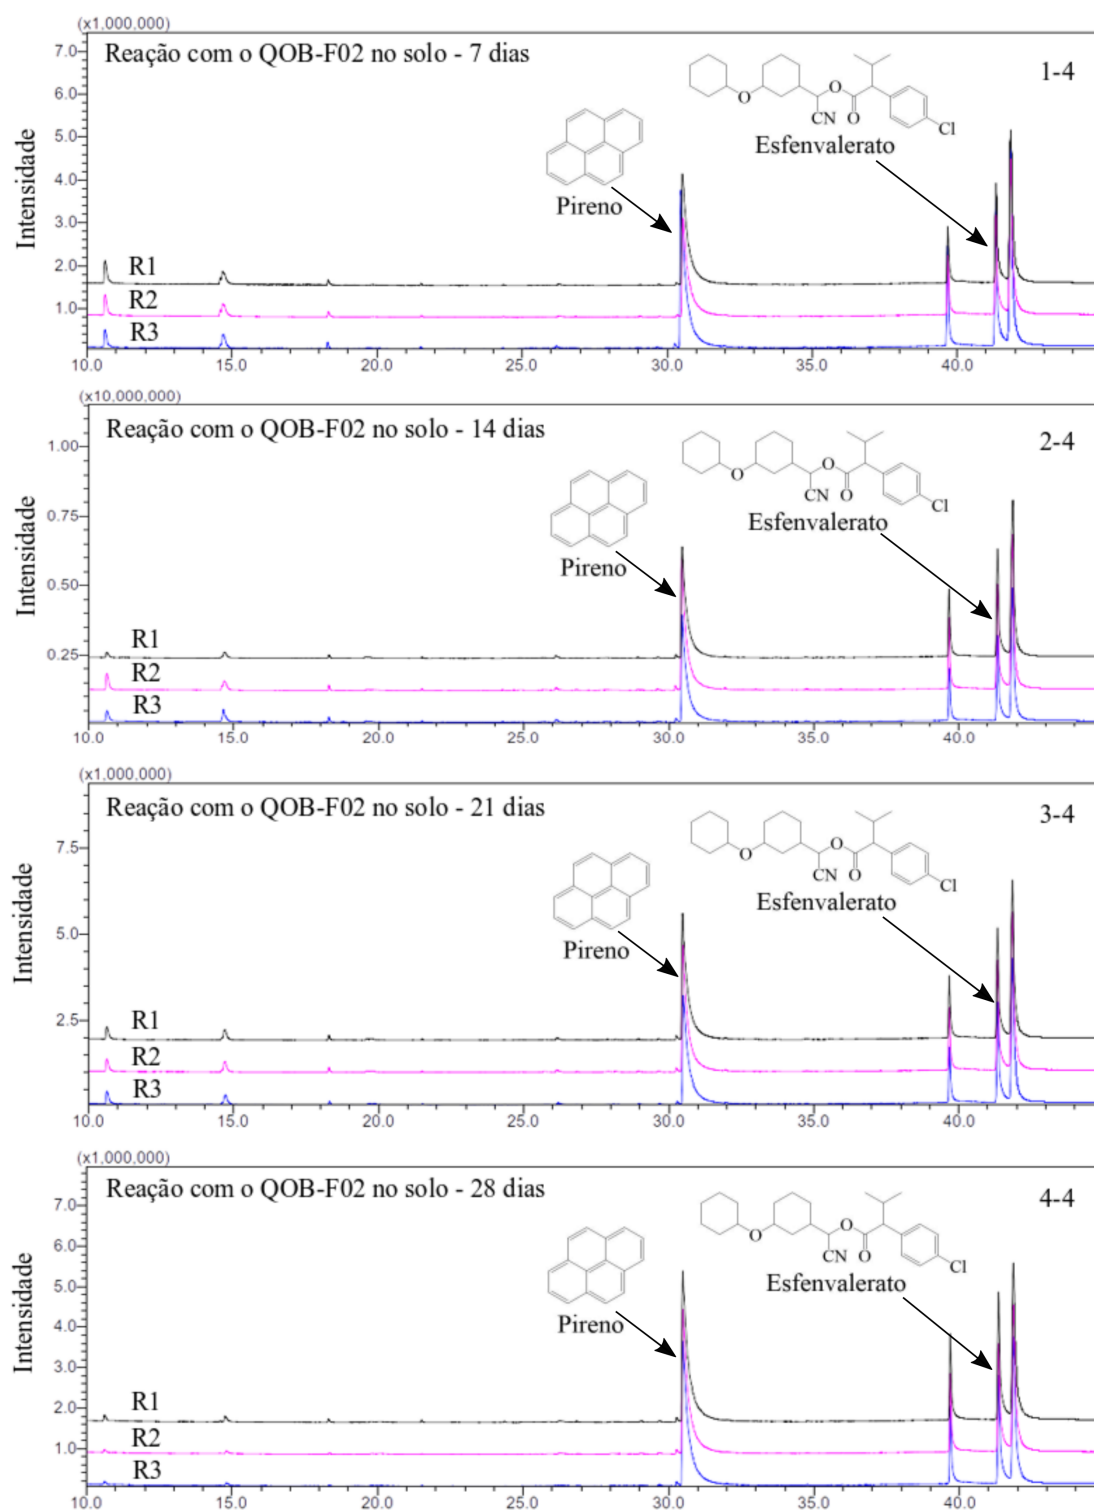 (x1,000,000)
Reação com o QOB-F02 no solo - 7 dias
1-4
7.0
6.0
5.0
4.0
3.0
2.0
1.0
Intensidade
O
O
CN
O
Cl
Esfenvalerato
Pireno
R1
R2
R3
10.0 15.0 20.0 25.0 30.0 35.0 40.0
(x10,000,000)
Reação com o QOB-F02 no solo - 14 dias
2-4
1.00
0.75
0.50
0.25
Intensidade
O
O
CN
O
Cl
Esfenvalerato
Pireno
R1
R2
R3
10.0 15.0 20.0 25.0 30.0 35.0 40.0
(x1,000,000)
Reação com o QOB-F02 no solo - 21 dias
3-4
7.5
5.0
2.5
Intensidade
O
O
CN
O
Cl
Esfenvalerato
Pireno
R1
R2
R3
10.0 15.0 20.0 25.0 30.0 35.0 40.0
(x1,000,000)
Reação com o QOB-F02 no solo - 28 dias
4-4
7.0
6.0
5.0
4.0
3.0
2.0
1.0
Intensidade
O
O
CN
O
Cl
Esfenvalerato
Pireno
R1
R2
R3
10.0 15.0 20.0 25.0 30.0 35.0 40.0